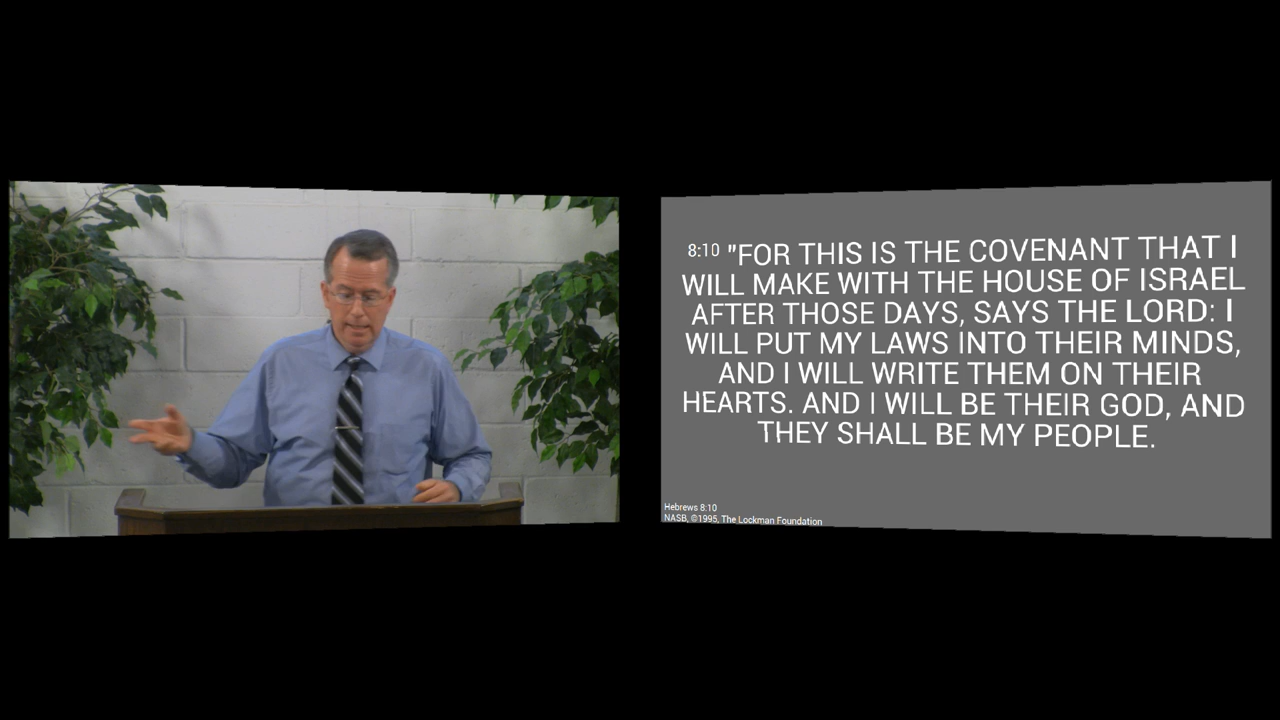 8:10 "FOR THIS IS THE COVENANT THAT I
WILL MAKE WITH THE HOUSE OF ISRAEL
AFTER THOSE DAYS, SAYS THE LORD: I
WILL PUT MY LAWS INTO THEIR MINDS,
AND I WILL WRITE THEM ON THEIR
HEARTS. AND I WILL BE THEIR GOD, AND
THEY SHALL BE MY PEOPLE.
Hebrews 8:10
NASB, ©1995, The Lockman Foundation